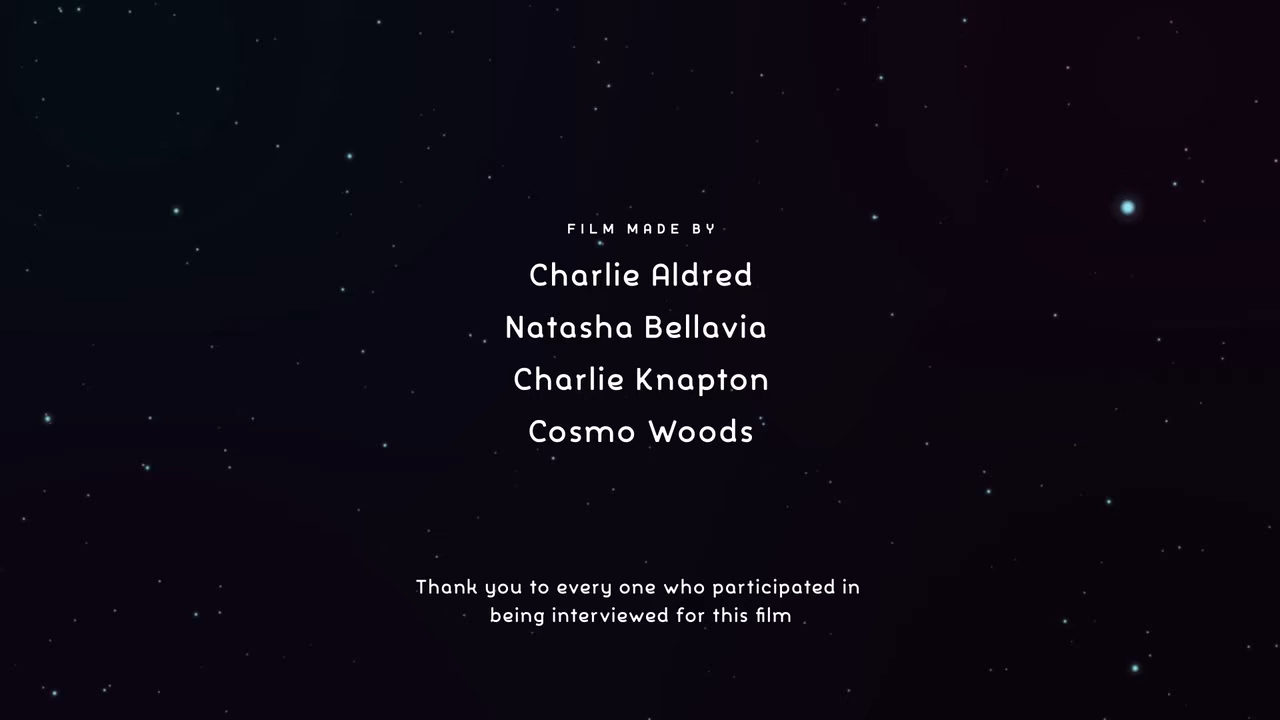 FILM MADE BY
Charlie Aldred
Natasha Bellavia
Charlie Knapton
Cosmo Woods
Thank you to every one who participated in
being interviewed for this film